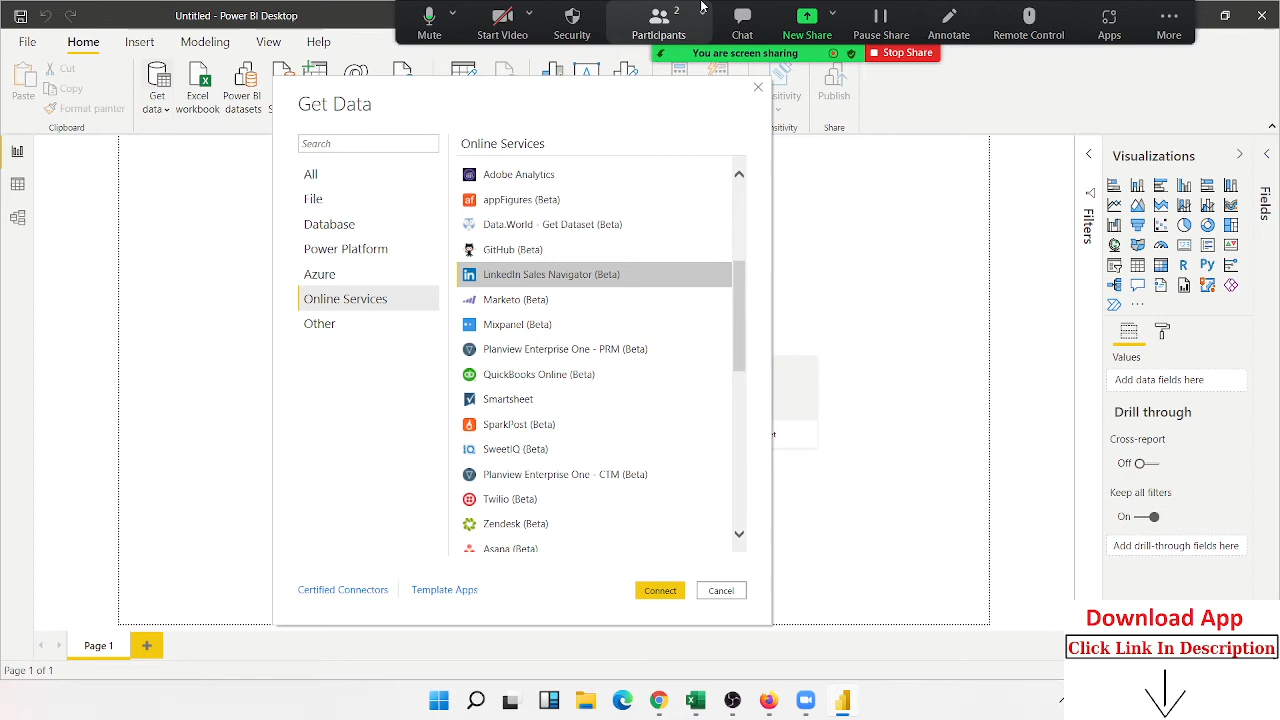 Untitled - Power BI Desktop
Mute
Start Video
Security
2
Participants
Chat
New Share
Pause Share
Annotate
Remote Control
Apps
More
You are screen sharing
Stop Share
File
Home
Insert
Modeling
View
Help
Paste
Cut
Copy
Format painter
Clipboard
Get data
Excel workbook
Power BI datasets
Publish
Share
Get Data
Search
All
File
Database
Power Platform
Azure
Online Services
Other
Online Services
Adobe Analytics
appFigures (Beta)
Data.World - Get Dataset (Beta)
GitHub (Beta)
LinkedIn Sales Navigator (Beta)
Marketo (Beta)
Mixpanel (Beta)
Planview Enterprise One - PRM (Beta)
QuickBooks Online (Beta)
Smartsheet
SparkPost (Beta)
SweetIQ (Beta)
Planview Enterprise One - CTM (Beta)
Twilio (Beta)
Zendesk (Beta)
Asana (Beta)
Certified Connectors
Template Apps
Connect
Cancel
Filters
Visualizations
Fields
R
Py
Values
Add data fields here
Drill through
Cross-report
Off
Keep all filters
On
Add drill-through fields here
Page 1
Page 1 of 1
Download App
Click Link In Description